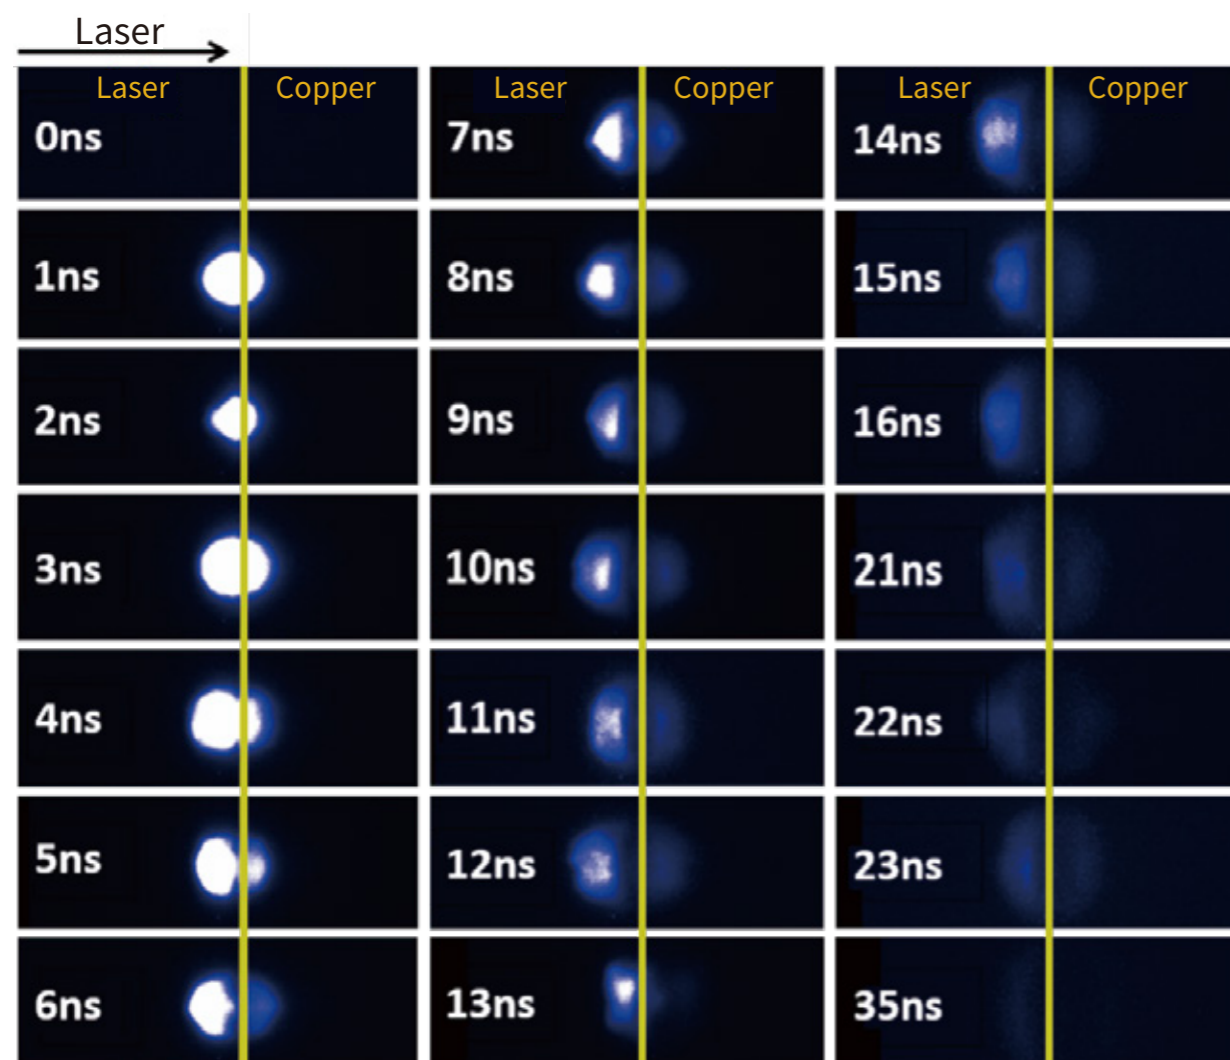 Laser
Laser Copper
0ns
1ns
2ns
3ns
4ns
5ns
6ns
Laser Copper
7ns
8ns
9ns
10ns
11ns
12ns
13ns
Laser Copper
14ns
15ns
16ns
21ns
22ns
23ns
35ns